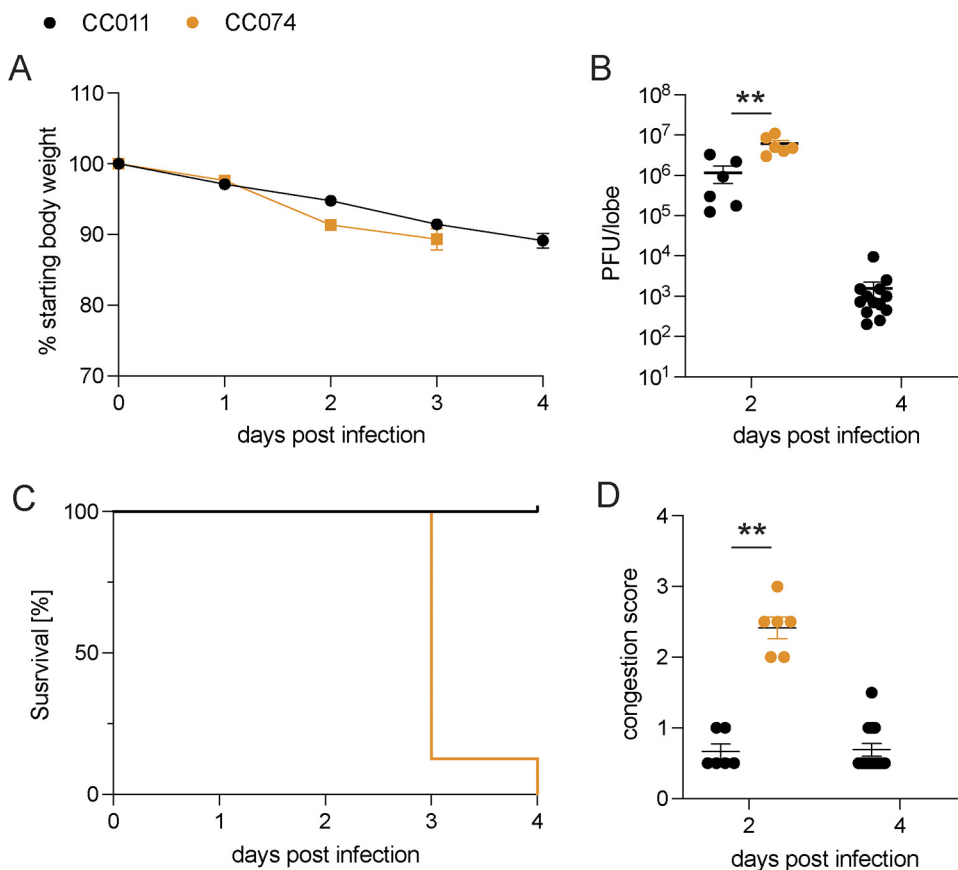 CC011 CC074
A
110
100
90
80
70
% starting body weight
0 1 2 3 4
days post infection
B
**
10⁸
10⁷
10⁶
10⁵
10⁴
10³
10²
10¹
PFU/lobe
2 4
days post infection
C
100
50
0
Susrvival [%]
0 1 2 3 4
days post infection
D
**
4
3
2
1
0
congestion score
2 4
days post infection